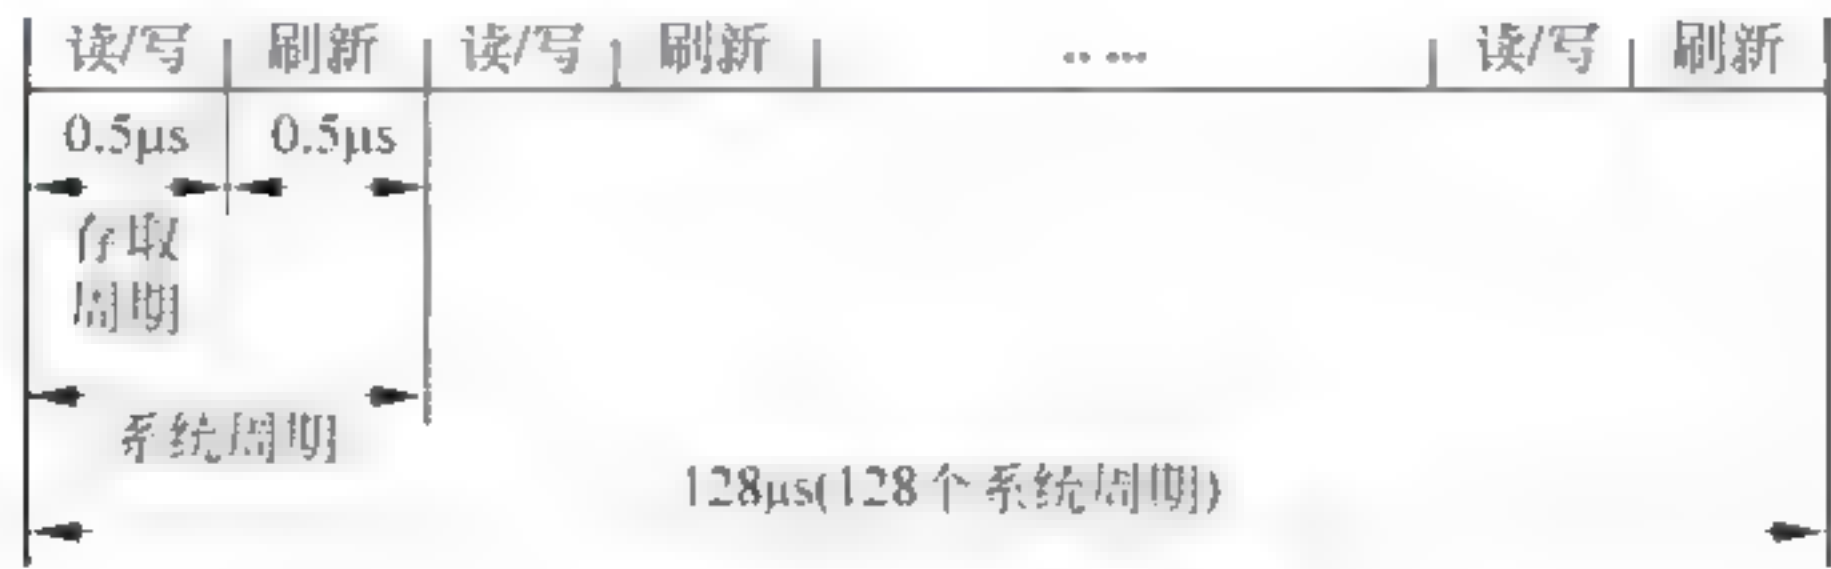 读/写 刷新 读/写 刷新 …… 读/写 刷新
0.5μs 0.5μs
存取
周期
系统周期
128μs(128个系统周期)